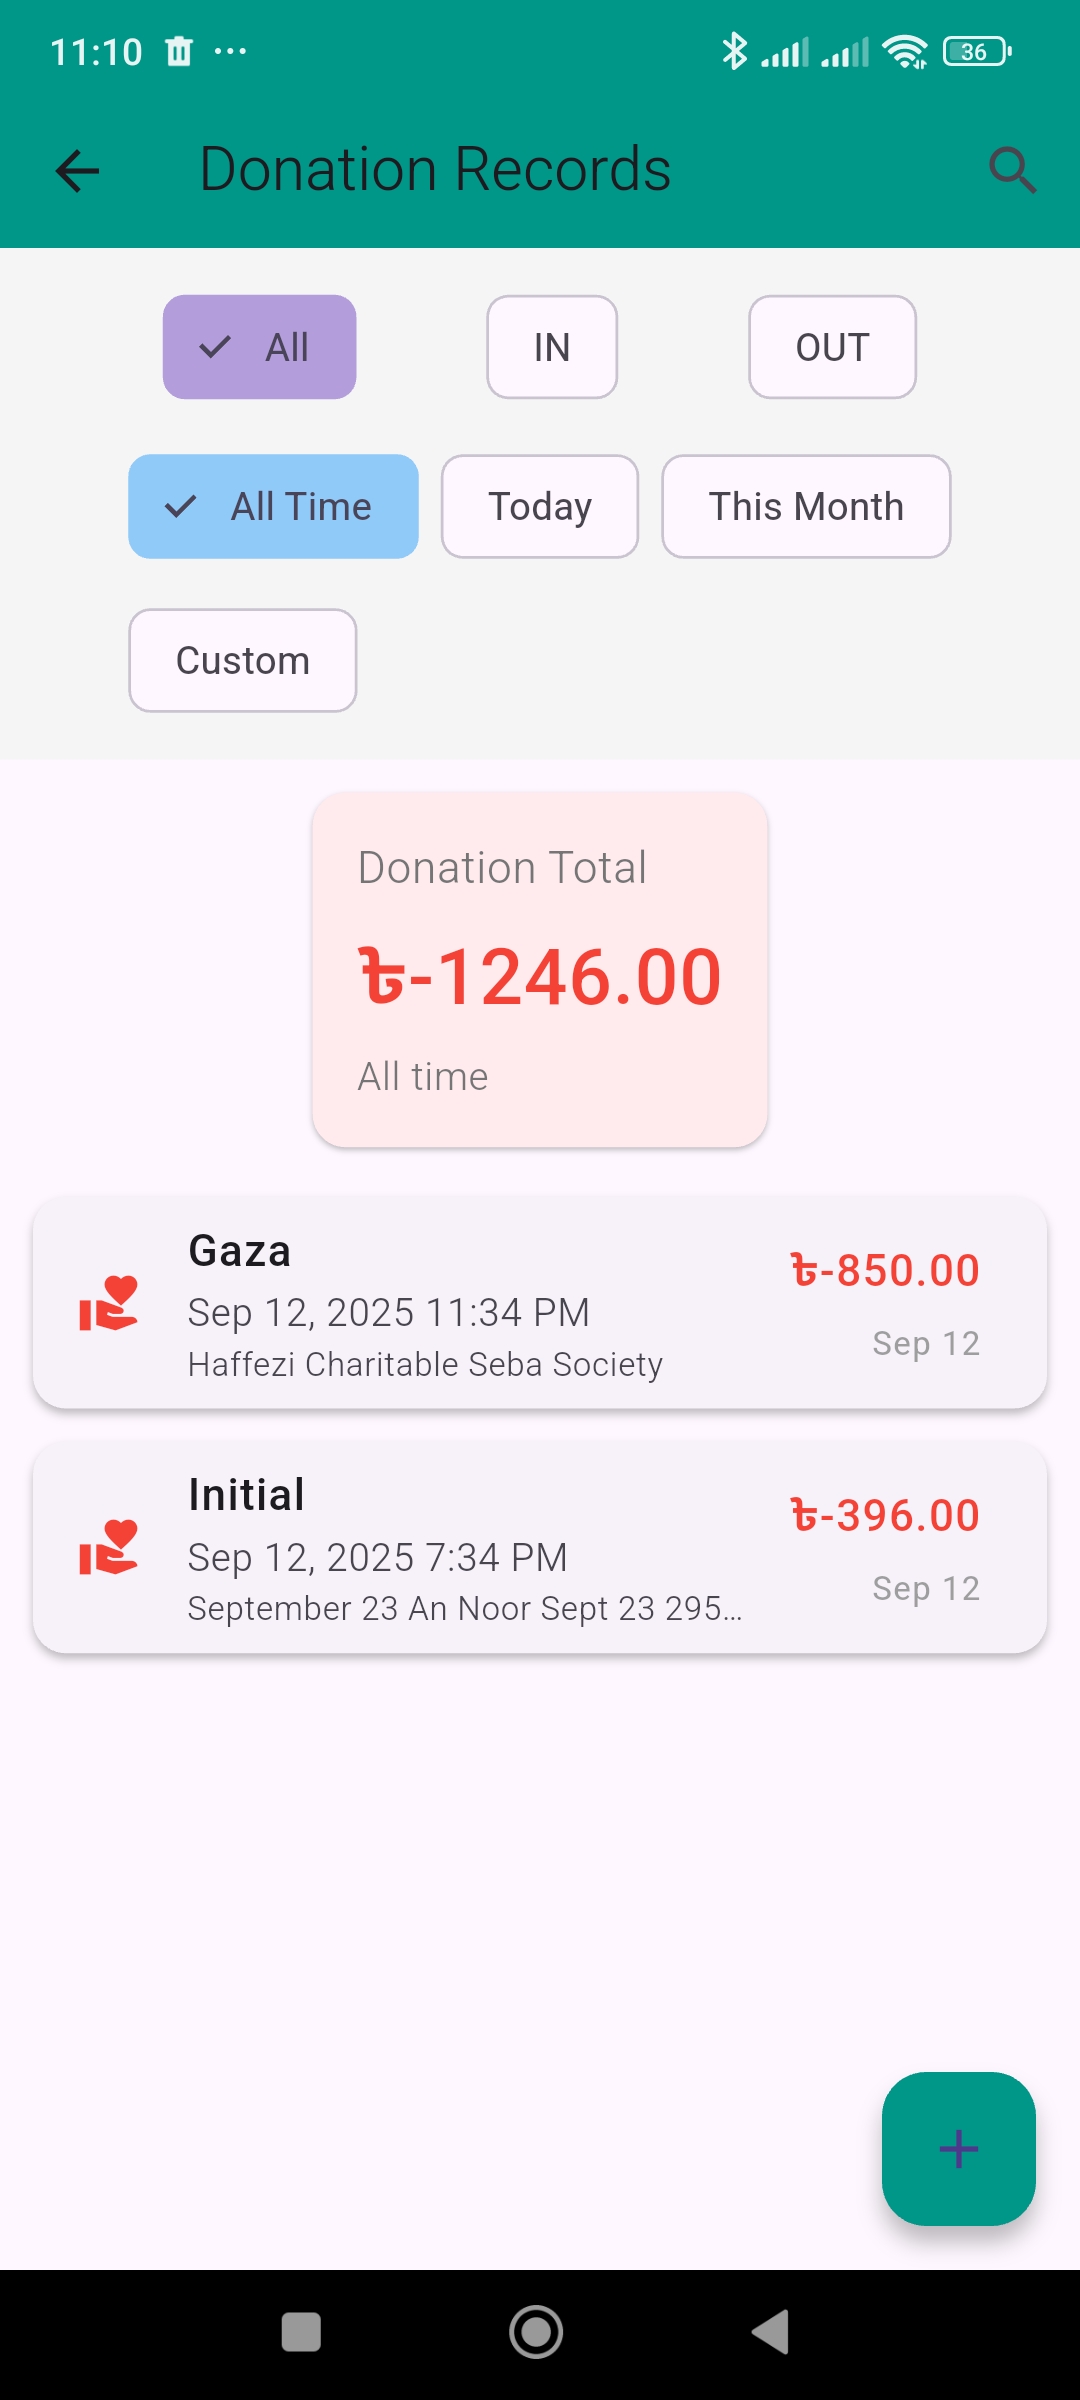 11:10
36
Donation Records
All
IN
OUT
All Time
Today
This Month
Custom
Donation Total
৳-1246.00
All time
Gaza
Sep 12, 2025 11:34 PM
Haffezi Charitable Seba Society
৳-850.00
Sep 12
Initial
Sep 12, 2025 7:34 PM
September 23 An Noor Sept 23 295…
৳-396.00
Sep 12